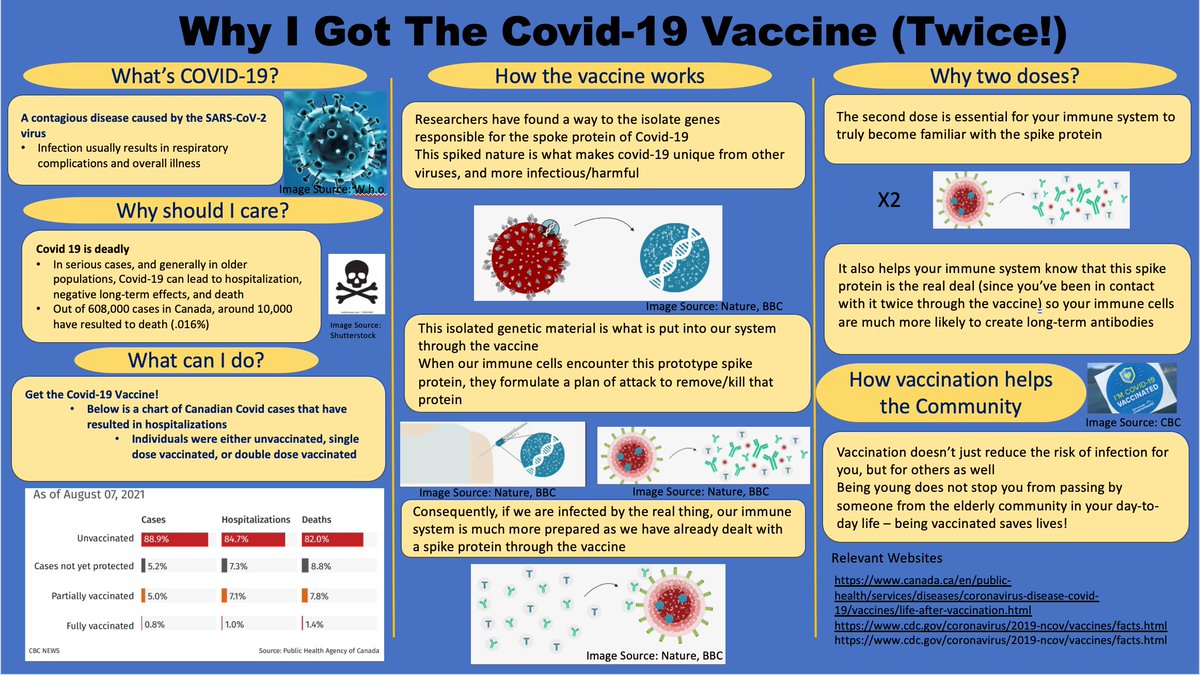 Why I Got The Covid-19 Vaccine (Twice!)
What's COVID-19?
A contagious disease caused by the SARS-CoV-2
virus
• Infection usually results in respiratory
complications and overall illness
Image Source: W.h.o
Why should I care?
Covid 19 is deadly
• In serious cases, and generally in older
populations, Covid-19 can lead to hospitalization,
negative long-term effects, and death
• Out of 608,000 cases in Canada, around 10,000
have resulted to death (.016%)
Image Source:
Shutterstock
What can I do?
Get the Covid-19 Vaccine!
• Below is a chart of Canadian Covid cases that have
resulted in hospitalizations
• Individuals were either unvaccinated, single
dose vaccinated, or double dose vaccinated
As of August 07, 2021
Cases Hospitalizations Deaths
Unvaccinated 88.9% 84.7% 82.0%
Cases not yet protected 5.2% 7.3% 8.8%
Partially vaccinated 5.0% 7.1% 7.8%
Fully vaccinated 0.8% 1.0% 1.4%
CBC NEWS Source: Public Health Agency of Canada
How the vaccine works
Researchers have found a way to the isolate genes
responsible for the spoke protein of Covid-19
This spiked nature is what makes covid-19 unique from other
viruses, and more infectious/harmful
Image Source: Nature, BBC
This isolated genetic material is what is put into our system
through the vaccine
When our immune cells encounter this prototype spike
protein, they formulate a plan of attack to remove/kill that
protein
Image Source: Nature, BBC
T T T T T T
Image Source: Nature, BBC
Consequently, if we are infected by the real thing, our immune
system is much more prepared as we have already dealt with
a spike protein through the vaccine
T T T T T T T
Image Source: Nature, BBC
Why two doses?
The second dose is essential for your immune system to
truly become familiar with the spike protein
X2
T T T T T T
It also helps your immune system know that this spike
protein is the real deal (since you've been in contact
with it twice through the vaccine) so your immune cells
are much more likely to create long-term antibodies
How vaccination helps
the Community
I'M COVID-19
VACCINATED
Image Source: CBC
Vaccination doesn't just reduce the risk of infection for
you, but for others as well
Being young does not stop you from passing by
someone from the elderly community in your day-to-
day life – being vaccinated saves lives!
Relevant Websites
https://www.canada.ca/en/public-
health/services/diseases/coronavirus-disease-covid-
19/vaccines/life-after-vaccination.html
https://www.cdc.gov/coronavirus/2019-ncov/vaccines/facts.html
https://www.cdc.gov/coronavirus/2019-ncov/vaccines/facts.html